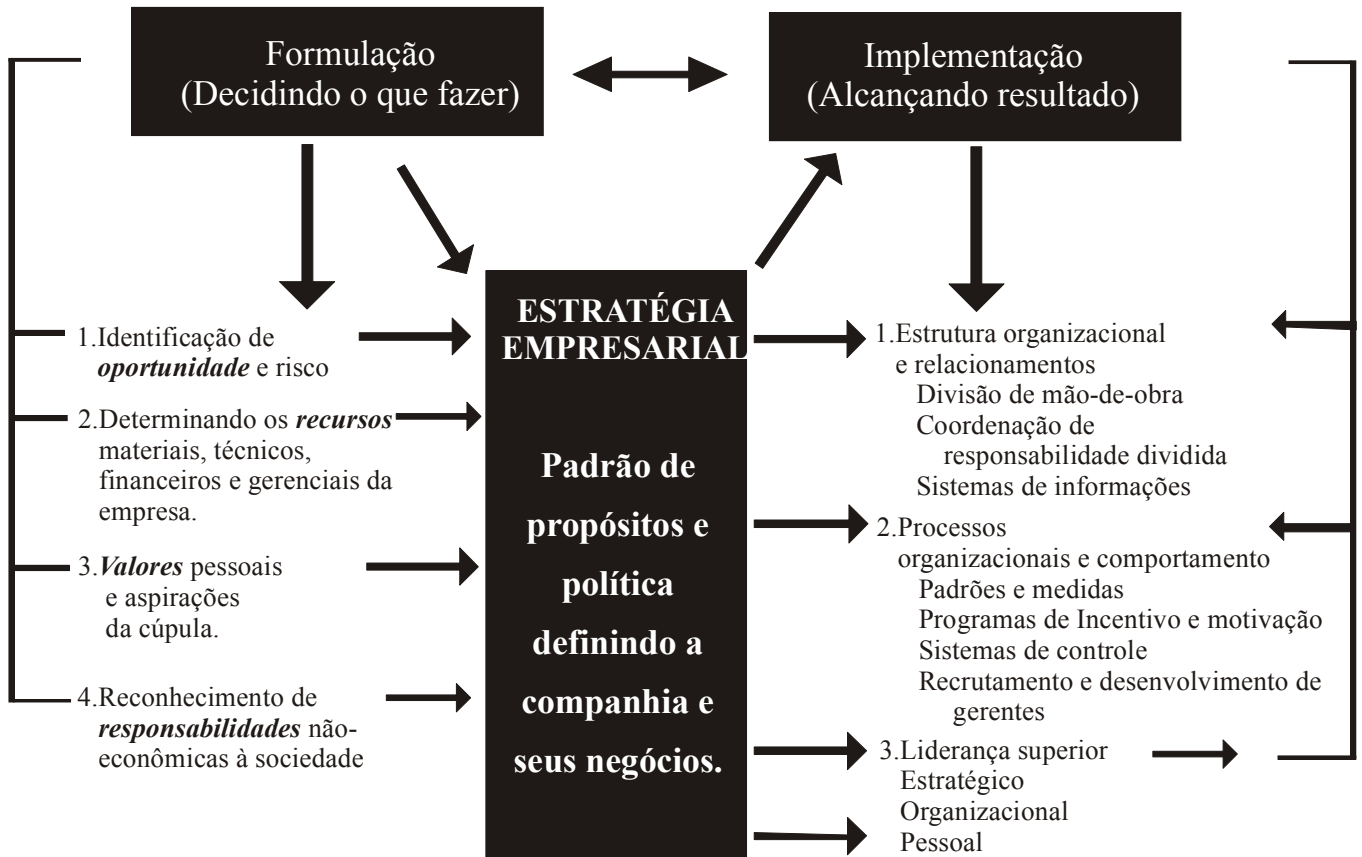 Formulação
(Decidindo o que fazer)
Implementação
(Alcançando resultado)
1.Identificação de
oportunidade e risco
2.Determinando os recursos
materiais, técnicos,
financeiros e gerenciais da
empresa.
3.Valores pessoais
e aspirações
da cúpula.
4.Reconhecimento de
responsabilidades não-
econômicas à sociedade
ESTRATÉGIA
EMPRESARIAL
Padrão de
propósitos e
política
definindo a
companhia e
seus negócios.
1.Estrutura organizacional
e relacionamentos
Divisão de mão-de-obra
Coordenação de
responsabilidade dividida
Sistemas de informações
2.Processos
organizacionais e comportamento
Padrões e medidas
Programas de Incentivo e motivação
Sistemas de controle
Recrutamento e desenvolvimento de
gerentes
3.Liderança superior
Estratégico
Organizacional
Pessoal